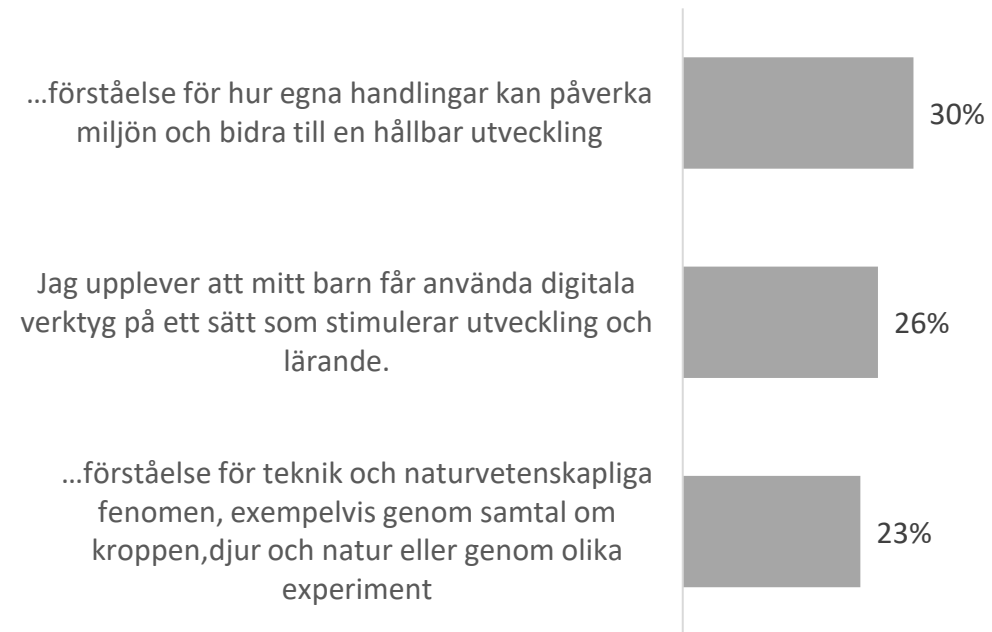 ...förståelse för hur egna handlingar kan påverka
miljön och bidra till en hållbar utveckling
30%
Jag upplever att mitt barn får använda digitala
verktyg på ett sätt som stimulerar utveckling och
lärande.
26%
...förståelse för teknik och naturvetenskapliga
fenomen, exempelvis genom samtal om
kroppen,djur och natur eller genom olika
experiment
23%